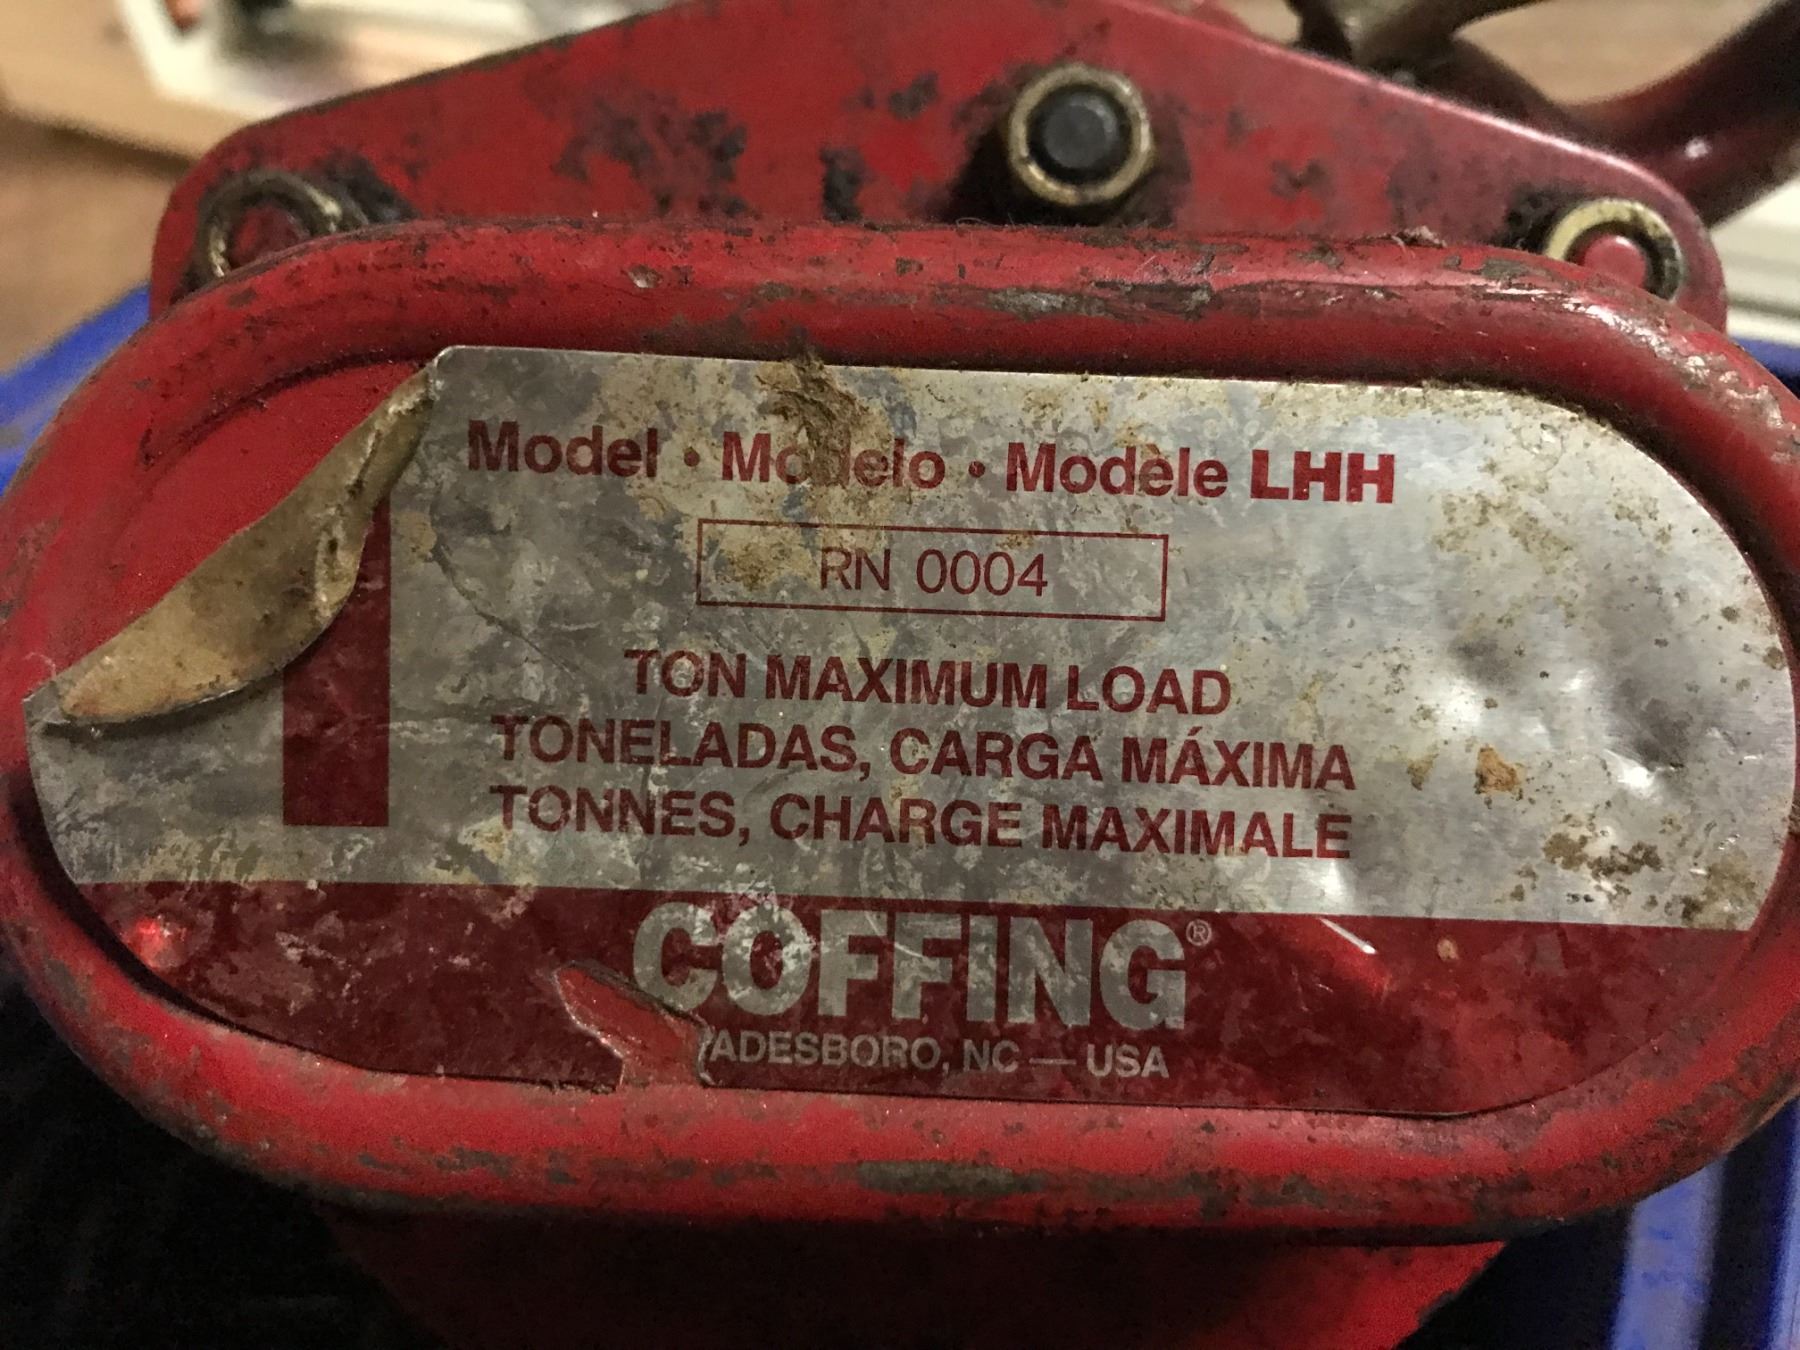 Model • Modelo • Modèle LHH
RN 0004
1
TON MAXIMUM LOAD
TONELADAS, CARGA MÁXIMA
TONNES, CHARGE MAXIMALE
COFFING®
ADESBORO, NC — USA